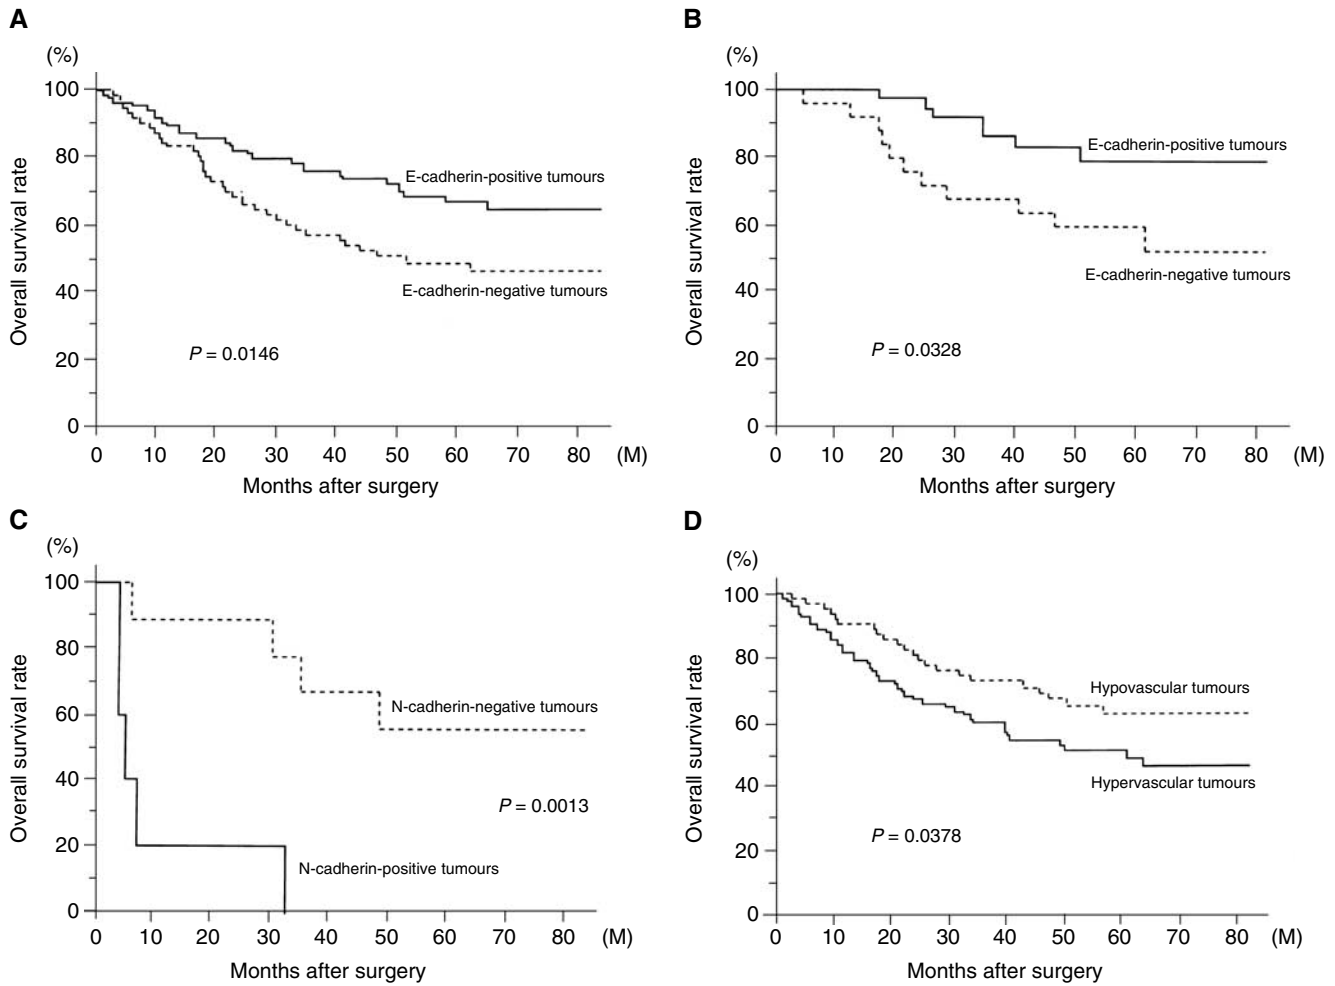 A
(%)
100
80
60
40
20
0
Overall survival rate
E-cadherin-positive tumours
E-cadherin-negative tumours
P = 0.0146
0 10 20 30 40 50 60 70 80 (M)
Months after surgery
B
(%)
100
80
60
40
20
0
Overall survival rate
E-cadherin-positive tumours
E-cadherin-negative tumours
P = 0.0328
0 10 20 30 40 50 60 70 80 (M)
Months after surgery
C
(%)
100
80
60
40
20
0
Overall survival rate
N-cadherin-negative tumours
P = 0.0013
N-cadherin-positive tumours
0 10 20 30 40 50 60 70 80 (M)
Months after surgery
D
(%)
100
80
60
40
20
0
Overall survival rate
Hypovascular tumours
Hypervascular tumours
P = 0.0378
0 10 20 30 40 50 60 70 80 (M)
Months after surgery